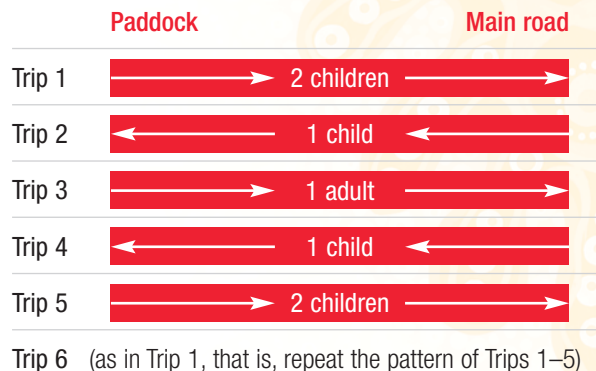 Paddock Main road
Trip 1 2 children
Trip 2 1 child
Trip 3 1 adult
Trip 4 1 child
Trip 5 2 children
Trip 6 (as in Trip 1, that is, repeat the pattern of Trips 1–5)